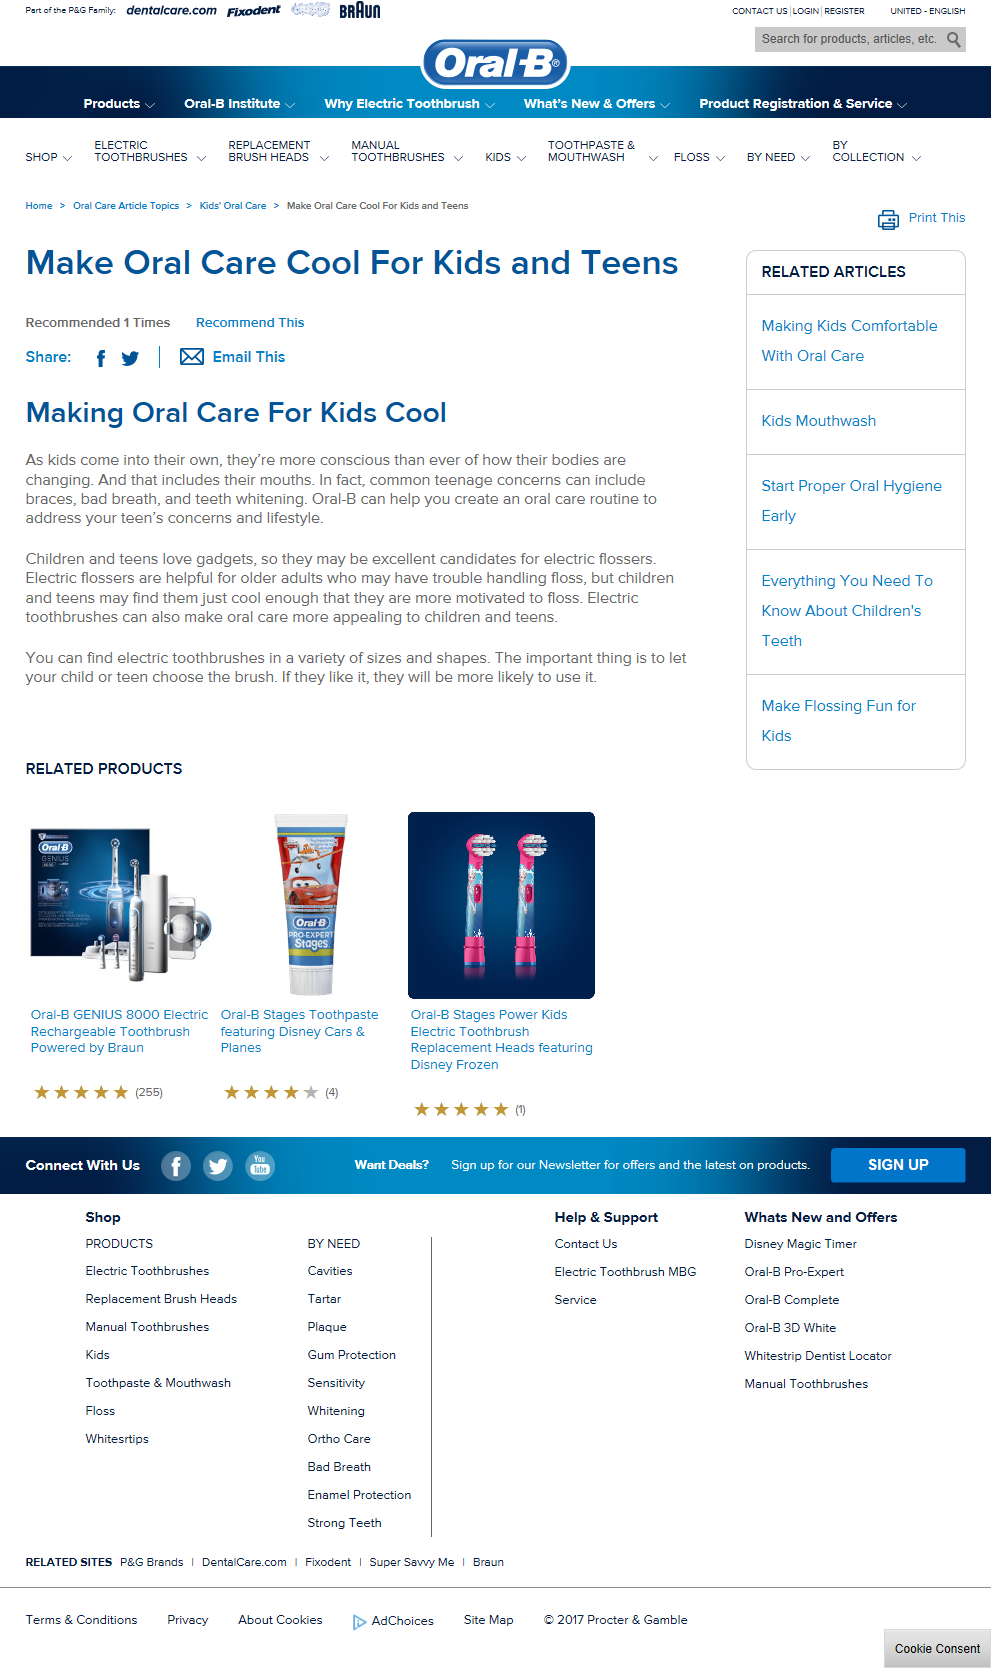 Part of the P&G Family:
dentalcare.com
Fixodent
BRAUN
CONTACT US | LOGIN | REGISTER
UNITED - ENGLISH
Search for products, articles, etc.
Oral-B®
Products
Oral-B Institute
Why Electric Toothbrush
What's New & Offers
Product Registration & Service
SHOP
ELECTRIC
TOOTHBRUSHES
REPLACEMENT
BRUSH HEADS
MANUAL
TOOTHBRUSHES
KIDS
TOOTHPASTE &
MOUTHWASH
FLOSS
BY NEED
BY
COLLECTION
Home > Oral Care Article Topics > Kids' Oral Care > Make Oral Care Cool For Kids and Teens
Print This
Make Oral Care Cool For Kids and Teens
Recommended 1 Times
Recommend This
Share:
Email This
Making Oral Care For Kids Cool
As kids come into their own, they're more conscious than ever of how their bodies are
changing. And that includes their mouths. In fact, common teenage concerns can include
braces, bad breath, and teeth whitening. Oral-B can help you create an oral care routine to
address your teen's concerns and lifestyle.
Children and teens love gadgets, so they may be excellent candidates for electric flossers.
Electric flossers are helpful for older adults who may have trouble handling floss, but children
and teens may find them just cool enough that they are more motivated to floss. Electric
toothbrushes can also make oral care more appealing to children and teens.
You can find electric toothbrushes in a variety of sizes and shapes. The important thing is to let
your child or teen choose the brush. If they like it, they will be more likely to use it.
RELATED ARTICLES
Making Kids Comfortable
With Oral Care
Kids Mouthwash
Start Proper Oral Hygiene
Early
Everything You Need To
Know About Children's
Teeth
Make Flossing Fun for
Kids
RELATED PRODUCTS
Oral-B
GENIUS
Oral-B
PRO-EXPERT
Stages
Oral-B GENIUS 8000 Electric
Rechargeable Toothbrush
Powered by Braun
(255)
Oral-B Stages Toothpaste
featuring Disney Cars &
Planes
(4)
Oral-B Stages Power Kids
Electric Toothbrush
Replacement Heads featuring
Disney Frozen
(1)
Connect With Us
You
Tube
Want Deals?
Sign up for our Newsletter for offers and the latest on products.
SIGN UP
Shop
PRODUCTS
Electric Toothbrushes
Replacement Brush Heads
Manual Toothbrushes
Kids
Toothpaste & Mouthwash
Floss
Whitesrtips
BY NEED
Cavities
Tartar
Plaque
Gum Protection
Sensitivity
Whitening
Ortho Care
Bad Breath
Enamel Protection
Strong Teeth
Help & Support
Contact Us
Electric Toothbrush MBG
Service
Whats New and Offers
Disney Magic Timer
Oral-B Pro-Expert
Oral-B Complete
Oral-B 3D White
Whitestrip Dentist Locator
Manual Toothbrushes
RELATED SITES P&G Brands | DentalCare.com | Fixodent | Super Savvy Me | Braun
Terms & Conditions
Privacy
About Cookies
AdChoices
Site Map
© 2017 Procter & Gamble
Cookie Consent